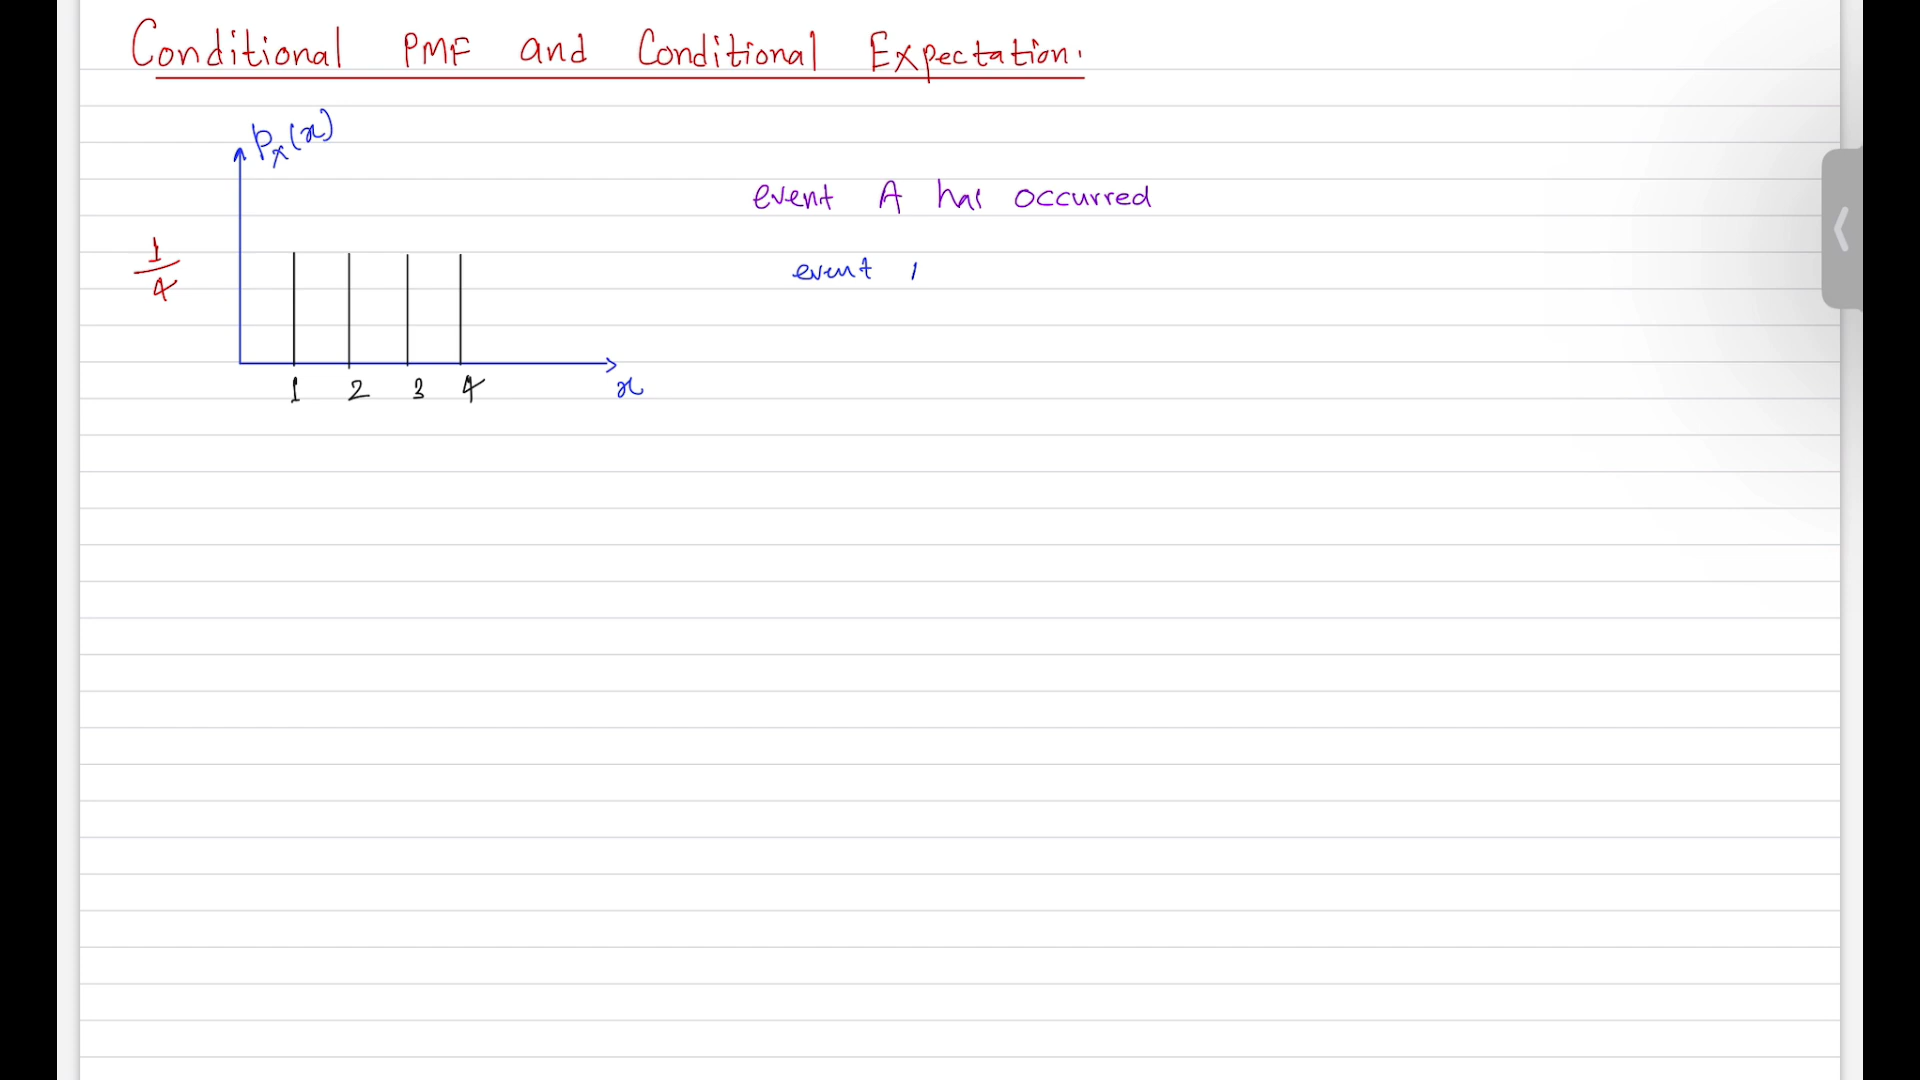 Conditional PMF and Conditional Expectation.
Px(x)
event A has occurred
1/4
event
1 2 3 4
x